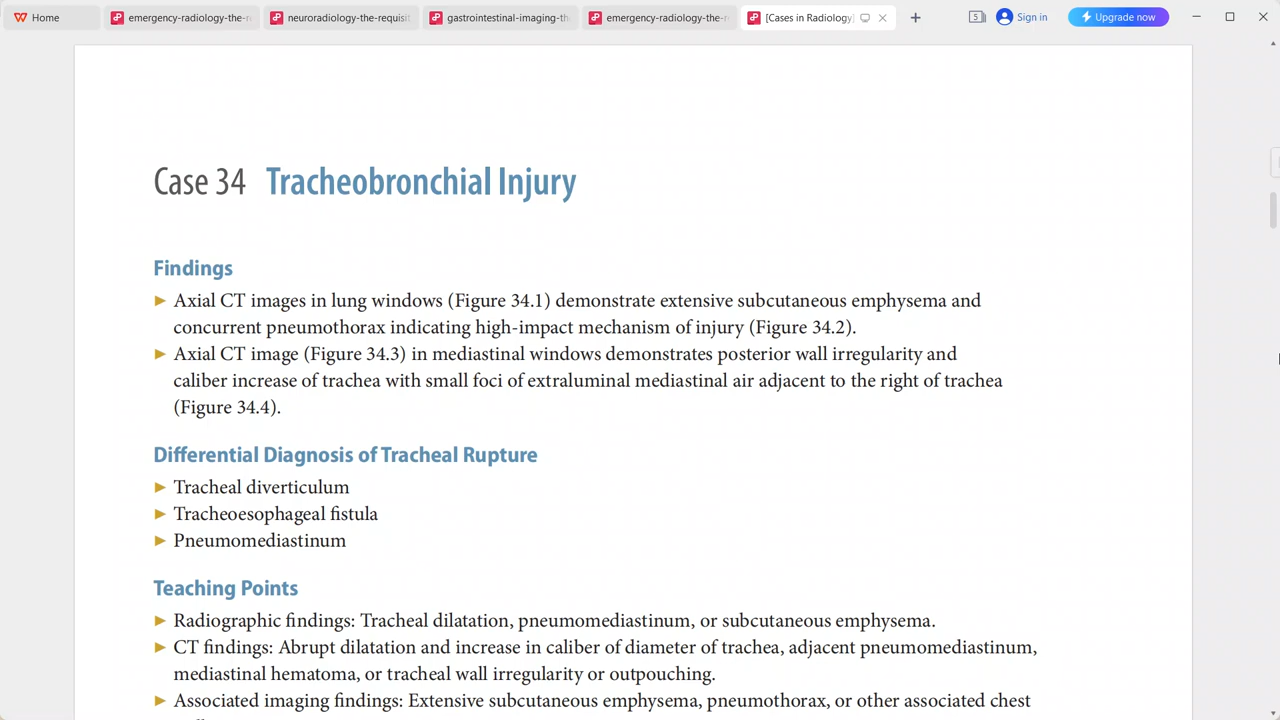 Home
emergency-radiology-the-r
neuroradiology-the-requisit
gastrointestinal-imaging-th
emergency-radiology-the-r
[Cases in Radiology]
5
Sign in
Upgrade now
Case 34 Tracheobronchial Injury
Findings
► Axial CT images in lung windows (Figure 34.1) demonstrate extensive subcutaneous emphysema and
concurrent pneumothorax indicating high-impact mechanism of injury (Figure 34.2).
► Axial CT image (Figure 34.3) in mediastinal windows demonstrates posterior wall irregularity and
caliber increase of trachea with small foci of extraluminal mediastinal air adjacent to the right of trachea
(Figure 34.4).
Differential Diagnosis of Tracheal Rupture
► Tracheal diverticulum
► Tracheoesophageal fistula
► Pneumomediastinum
Teaching Points
► Radiographic findings: Tracheal dilatation, pneumomediastinum, or subcutaneous emphysema.
► CT findings: Abrupt dilatation and increase in caliber of diameter of trachea, adjacent pneumomediastinum,
mediastinal hematoma, or tracheal wall irregularity or outpouching.
► Associated imaging findings: Extensive subcutaneous emphysema, pneumothorax, or other associated chest